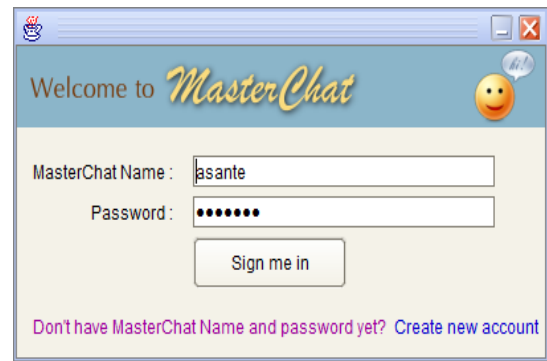 hi!
Welcome to MasterChat
MasterChat Name : asante
Password : •••••••
Sign me in
Don't have MasterChat Name and password yet? Create new account